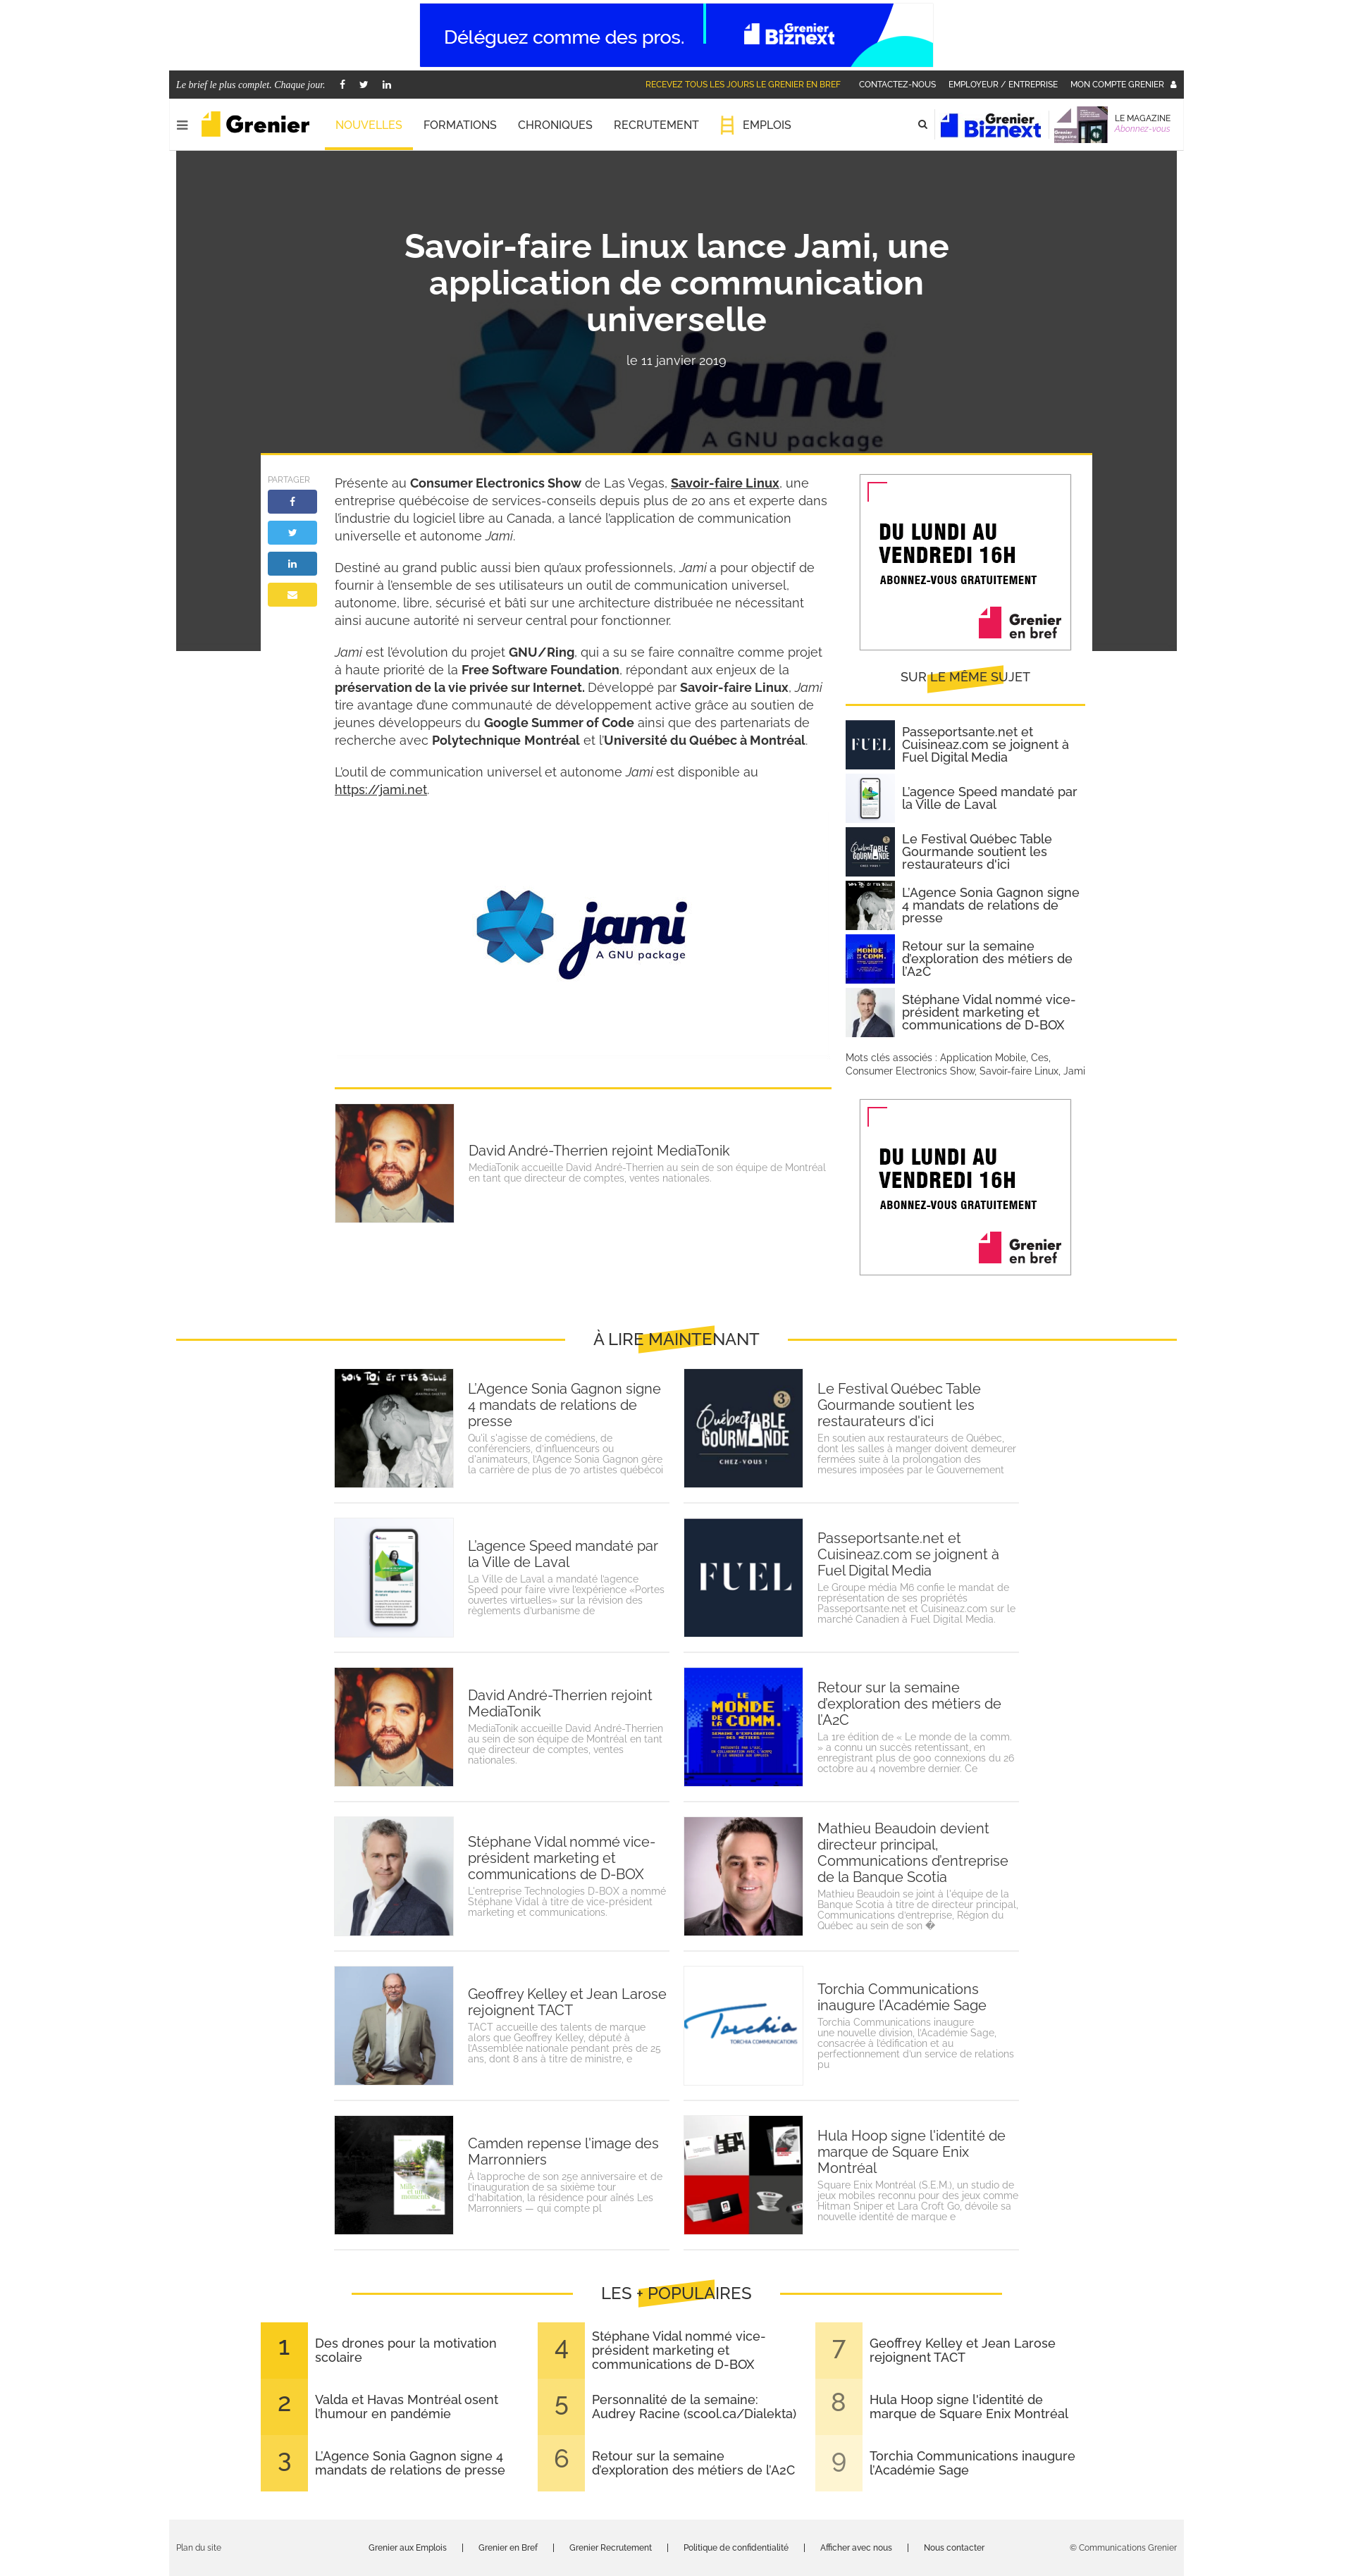 Déléguez comme des pros.
Grenier
Biznext
Le brief le plus complet. Chaque jour.
RECEVEZ TOUS LES JOURS LE GRENIER EN BREF
CONTACTEZ-NOUS
EMPLOYEUR / ENTREPRISE
MON COMPTE GRENIER
Grenier
NOUVELLES
FORMATIONS
CHRONIQUES
RECRUTEMENT
EMPLOIS
Grenier
Biznext
LE MAGAZINE
Abonnez-vous
Savoir-faire Linux lance Jami, une
application de communication
universelle
le 11 janvier 2019
jami
A GNU package
PARTAGER
Présente au Consumer Electronics Show de Las Vegas, Savoir-faire Linux, une
entreprise québécoise de services-conseils depuis plus de 20 ans et experte dans
l'industrie du logiciel libre au Canada, a lancé l'application de communication
universelle et autonome Jami.
Destiné au grand public aussi bien qu'aux professionnels, Jami a pour objectif de
fournir à l'ensemble de ses utilisateurs un outil de communication universel,
autonome, libre, sécurisé et bâti sur une architecture distribuée ne nécessitant
ainsi aucune autorité ni serveur central pour fonctionner.
Jami est l'évolution du projet GNU/Ring, qui a su se faire connaître comme projet
à haute priorité de la Free Software Foundation, répondant aux enjeux de la
préservation de la vie privée sur Internet. Développé par Savoir-faire Linux, Jami
tire avantage d'une communauté de développement active grâce au soutien de
jeunes développeurs du Google Summer of Code ainsi que des partenariats de
recherche avec Polytechnique Montréal et l'Université du Québec à Montréal.
L'outil de communication universel et autonome Jami est disponible au
https://jami.net.
jami
A GNU package
David André-Therrien rejoint MediaTonik
MediaTonik accueille David André-Therrien au sein de son équipe de Montréal
en tant que directeur de comptes, ventes nationales.
DU LUNDI AU
VENDREDI 16H
ABONNEZ-VOUS GRATUITEMENT
Grenier
en bref
SUR LE MÊME SUJET
FUEL
Passeportsante.net et
Cuisineaz.com se joignent à
Fuel Digital Media
L'agence Speed mandaté par
la Ville de Laval
Le Festival Québec Table
Gourmande soutient les
restaurateurs d'ici
L'Agence Sonia Gagnon signe
4 mandats de relations de
presse
Retour sur la semaine
d'exploration des métiers de
l'A2C
Stéphane Vidal nommé vice-
président marketing et
communications de D-BOX
Mots clés associés : Application Mobile, Ces,
Consumer Electronics Show, Savoir-faire Linux, Jami
DU LUNDI AU
VENDREDI 16H
ABONNEZ-VOUS GRATUITEMENT
Grenier
en bref
À LIRE MAINTENANT
SOIS TOI ET T'ES BELLE
L'Agence Sonia Gagnon signe
4 mandats de relations de
presse
Qu'il s'agisse de comédiens, de
conférenciers, d'influenceurs ou
d'animateurs, l'Agence Sonia Gagnon gère
la carrière de plus de 70 artistes québécoi
Québec TABLE
GOURMANDE
CHEZ-VOUS !
Le Festival Québec Table
Gourmande soutient les
restaurateurs d'ici
En soutien aux restaurateurs de Québec,
dont les salles à manger doivent demeurer
fermées suite à la prolongation des
mesures imposées par le Gouvernement
L'agence Speed mandaté par
la Ville de Laval
La Ville de Laval a mandaté l'agence
Speed pour faire vivre l'expérience «Portes
ouvertes virtuelles» sur la révision des
règlements d'urbanisme de
FUEL
Passeportsante.net et
Cuisineaz.com se joignent à
Fuel Digital Media
Le Groupe média M6 confie le mandat de
représentation de ses propriétés
Passeportsante.net et Cuisineaz.com sur le
marché Canadien à Fuel Digital Media.
David André-Therrien rejoint
MediaTonik
MediaTonik accueille David André-Therrien
au sein de son équipe de Montréal en tant
que directeur de comptes, ventes
nationales.
LE
MONDE
DE LA COMM.
SEMAINE D'EXPLORATION
DES MÉTIERS
Retour sur la semaine
d'exploration des métiers de
l'A2C
La 1re édition de « Le monde de la comm.
» a connu un succès retentissant, en
enregistrant plus de 900 connexions du 26
octobre au 4 novembre dernier. Ce
Stéphane Vidal nommé vice-
président marketing et
communications de D-BOX
L'entreprise Technologies D-BOX a nommé
Stéphane Vidal à titre de vice-président
marketing et communications.
Mathieu Beaudoin devient
directeur principal,
Communications d'entreprise
de la Banque Scotia
Mathieu Beaudoin se joint à l'équipe de la
Banque Scotia à titre de directeur principal,
Communications d'entreprise, Région du
Québec au sein de son �
Geoffrey Kelley et Jean Larose
rejoignent TACT
TACT accueille des talents de marque
alors que Geoffrey Kelley, député à
l'Assemblée nationale pendant près de 25
ans, dont 8 ans à titre de ministre, e
Torchia
TORCHIA COMMUNICATIONS
Torchia Communications
inaugure l'Académie Sage
Torchia Communications inaugure
une nouvelle division, l'Académie Sage,
consacrée à l'édification et au
perfectionnement d'un service de relations
pu
Camden repense l'image des
Marronniers
À l'approche de son 25e anniversaire et de
l'inauguration de sa sixième tour
d'habitation, la résidence pour aînés Les
Marronniers — qui compte pl
Hula Hoop signe l'identité de
marque de Square Enix
Montréal
Square Enix Montréal (S.E.M.), un studio de
jeux mobiles reconnu pour des jeux comme
Hitman Sniper et Lara Croft Go, dévoile sa
nouvelle identité de marque e
LES + POPULAIRES
1
Des drones pour la motivation
scolaire
2
Valda et Havas Montréal osent
l'humour en pandémie
3
L'Agence Sonia Gagnon signe 4
mandats de relations de presse
4
Stéphane Vidal nommé vice-
président marketing et
communications de D-BOX
5
Personnalité de la semaine:
Audrey Racine (scool.ca/Dialekta)
6
Retour sur la semaine
d'exploration des métiers de l'A2C
7
Geoffrey Kelley et Jean Larose
rejoignent TACT
8
Hula Hoop signe l'identité de
marque de Square Enix Montréal
9
Torchia Communications inaugure
l'Académie Sage
Plan du site
Grenier aux Emplois | Grenier en Bref | Grenier Recrutement | Politique de confidentialité | Afficher avec nous | Nous contacter
© Communications Grenier